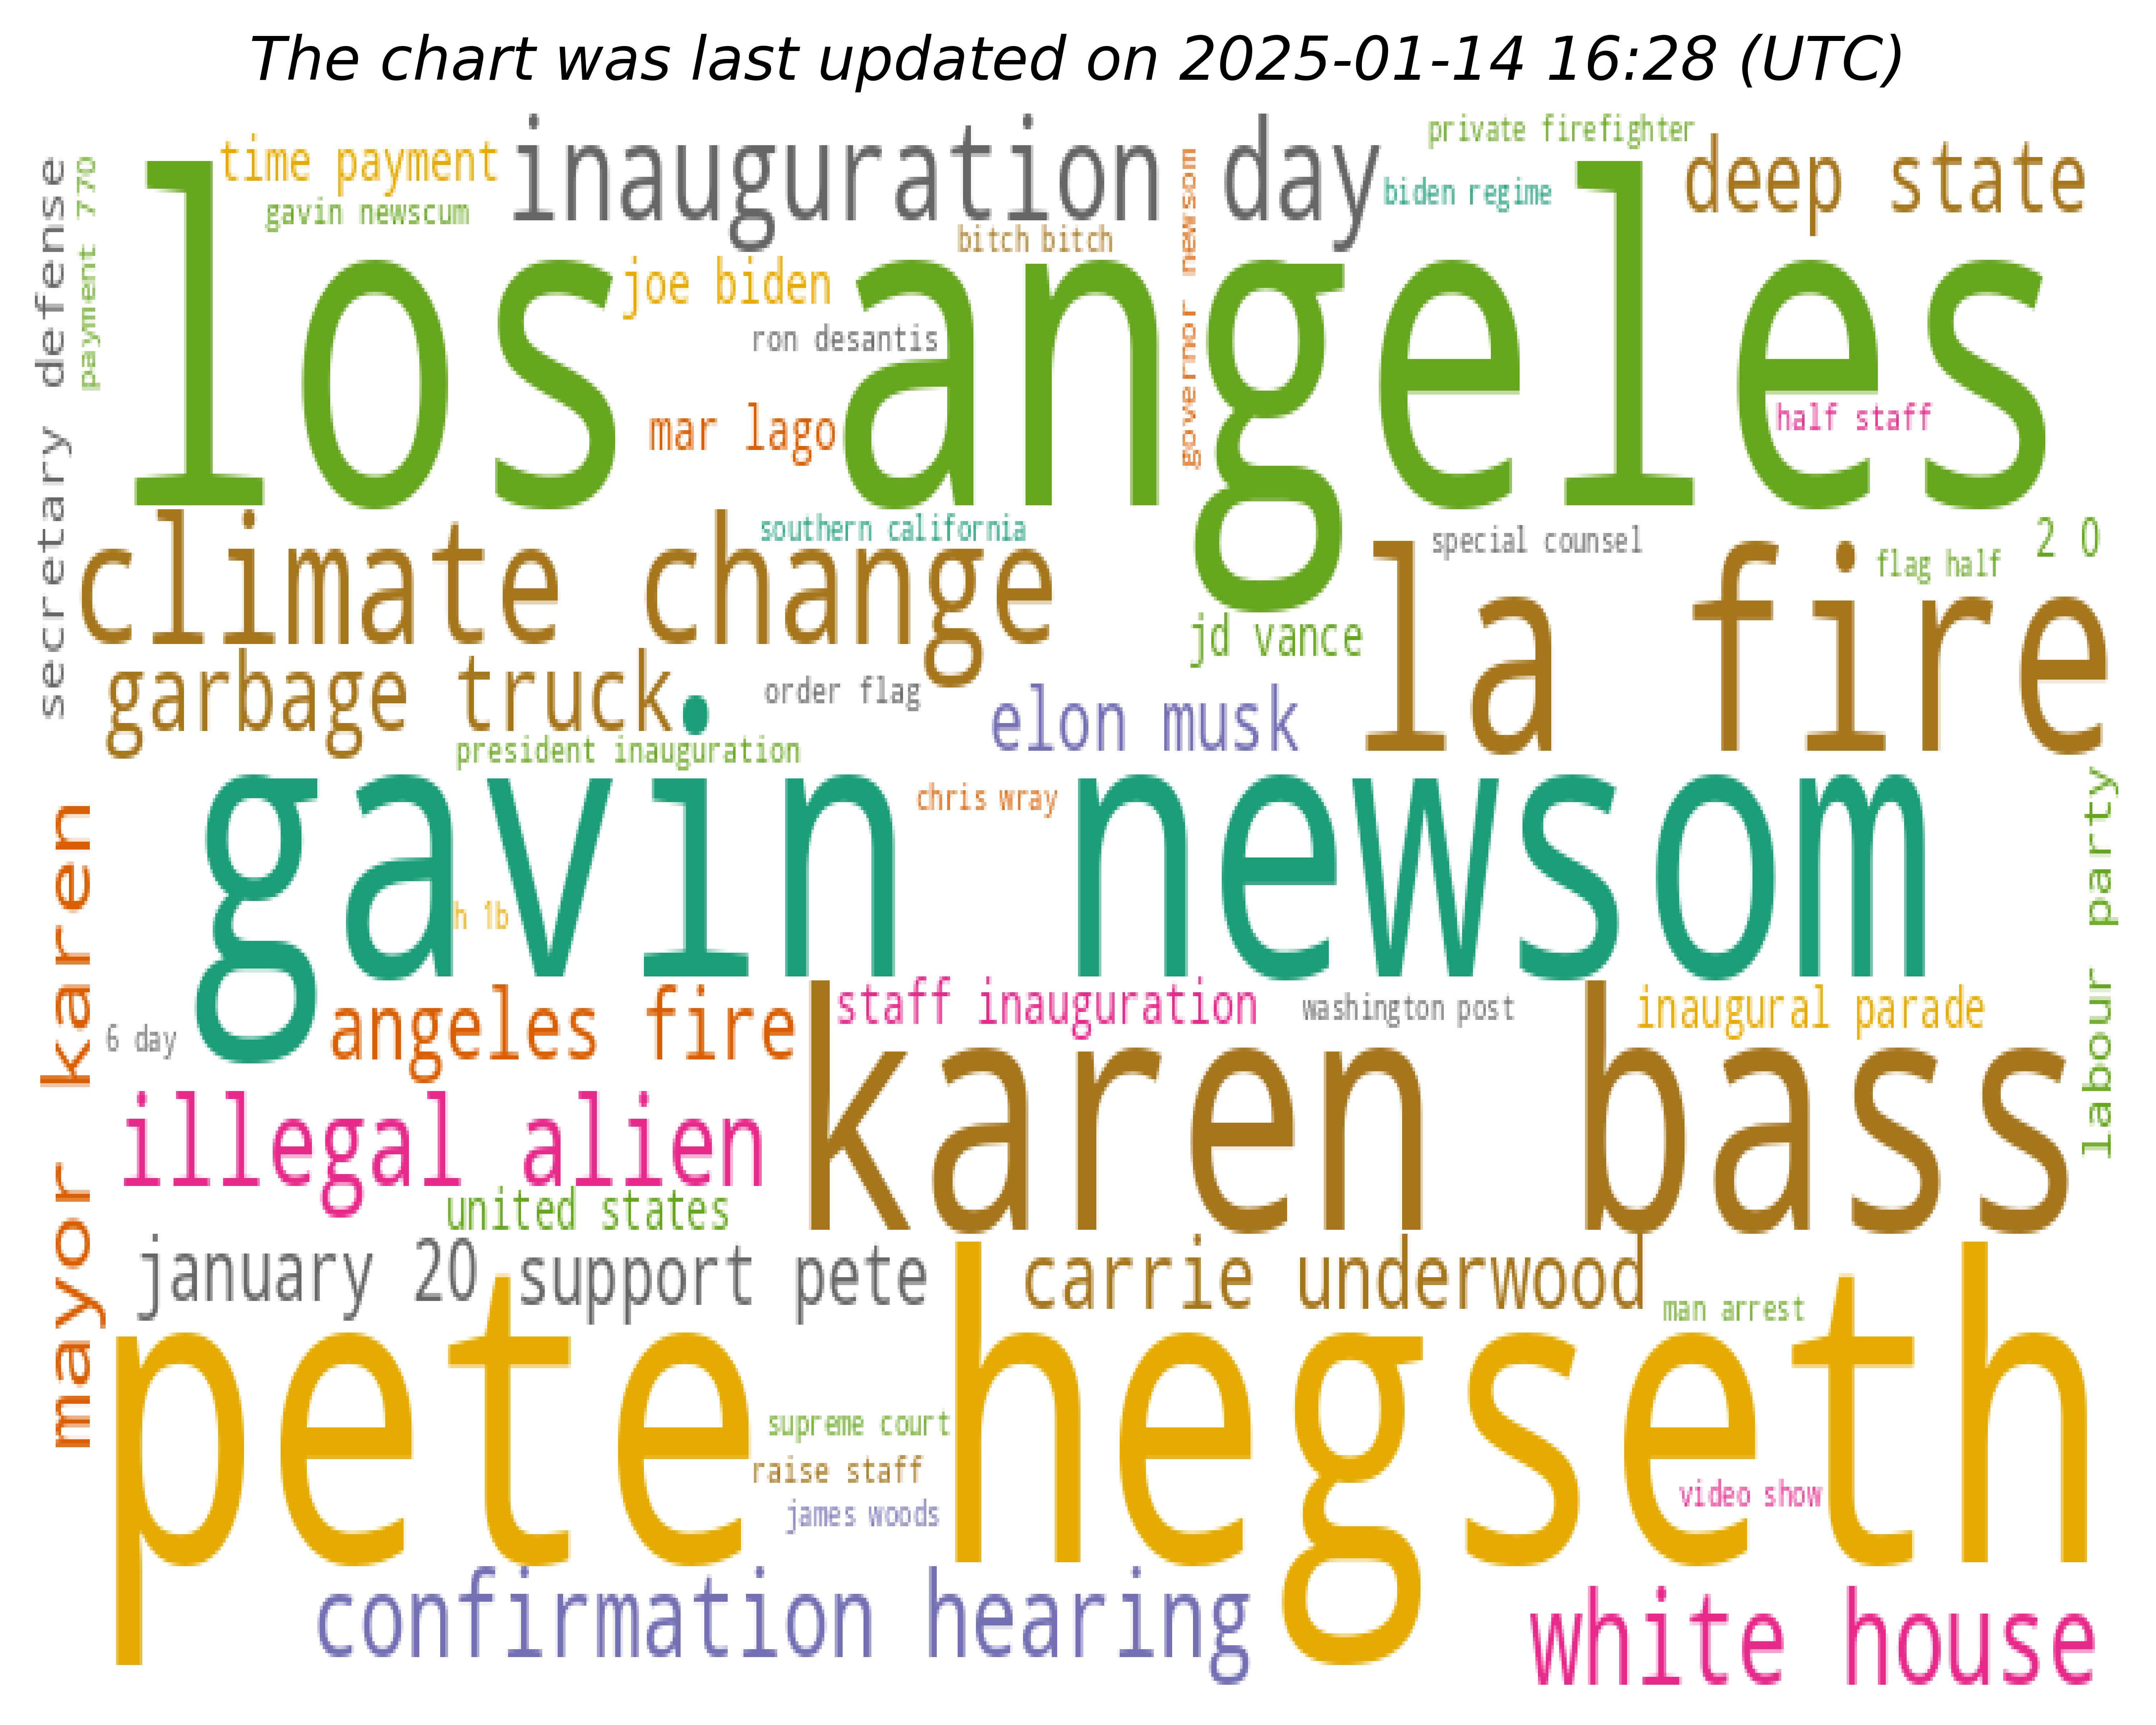 The chart was last updated on 2025-01-14 16:28 (UTC)
private firefighter
time payment
inauguration day
deep state
biden regime
gavin newscum
bitch bitch
secretary defense
payment 770
governor newsom
los angeles
joe biden
ron desantis
mar lago
half staff
southern california
special counsel
2 0
flag half
climate change
la fire
jd vance
garbage truck
order flag
elon musk
president inauguration
chris wray
gavin newsom
h 1b
mayor karen
labour party
staff inauguration
washington post
inaugural parade
6 day
angeles fire
karen bass
illegal alien
united states
january 20
support pete
carrie underwood
man arrest
pete hegseth
supreme court
raise staff
video show
james woods
confirmation hearing
white house